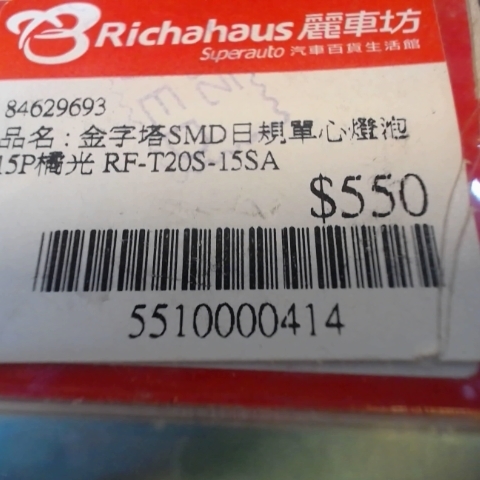 Richahaus 麗車坊
Superauto 汽車百貨生活館
84629693
品名：金字塔SMD日規單心燈泡
15P橘光 RF-T20S-15SA
$550
5510000414